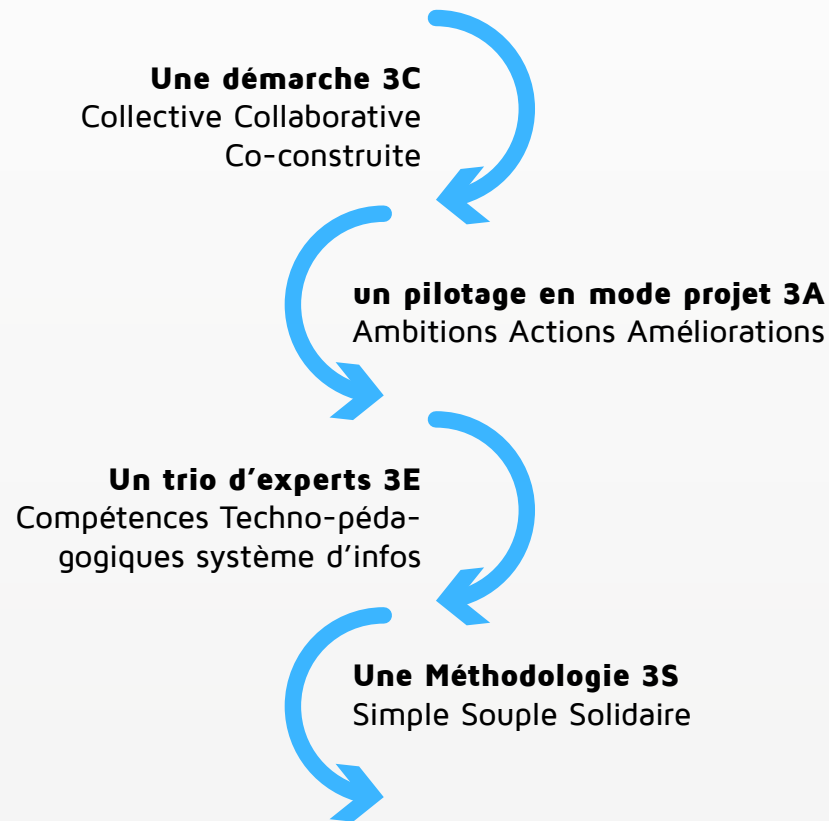 Une démarche 3C
Collective Collaborative
Co-construite
un pilotage en mode projet 3A
Ambitions Actions Améliorations
Un trio d’experts 3E
Compétences Techno-péda-
gogiques système d’infos
Une Méthodologie 3S
Simple Souple Solidaire